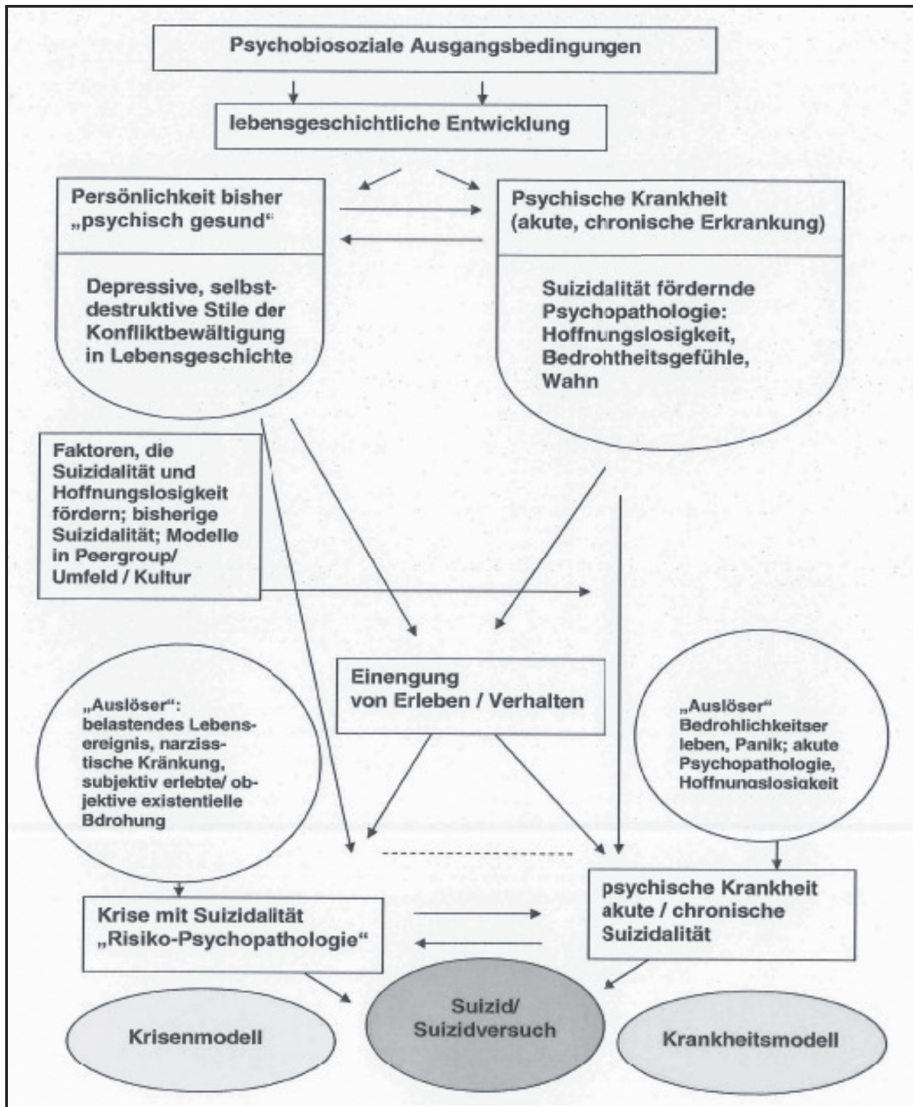 Psychobiosoziale Ausgangsbedingungen
lebensgeschichtliche Entwicklung
Persönlichkeit bisher
„psychisch gesund“
Depressive, selbst-
destruktive Stile der
Konfliktbewältigung
in Lebensgeschichte
Psychische Krankheit
(akute, chronische Erkrankung)
Suizidalität fördernde
Psychopathologie:
Hoffnungslosigkeit,
Bedrohtheitsgefühle,
Wahn
Faktoren, die
Suizidalität und
Hoffnungslosigkeit
fördern; bisherige
Suizidalität; Modelle
in Peergroup/
Umfeld / Kultur
Einengung
von Erleben / Verhalten
„Auslöser“:
belastendes Lebens-
ereignis, narziss-
tische Kränkung,
subjektiv erlebte/ ob-
jektive existentielle
Bdrohung
„Auslöser“
Bedrohlichkeitser
leben, Panik; akute
Psychopathologie,
Hoffnungslosigkeit
Krise mit Suizidalität
„Risiko-Psychopathologie“
psychische Krankheit
akute / chronische
Suizidalität
Krisenmodell
Suizid/
Suizidversuch
Krankheitsmodell